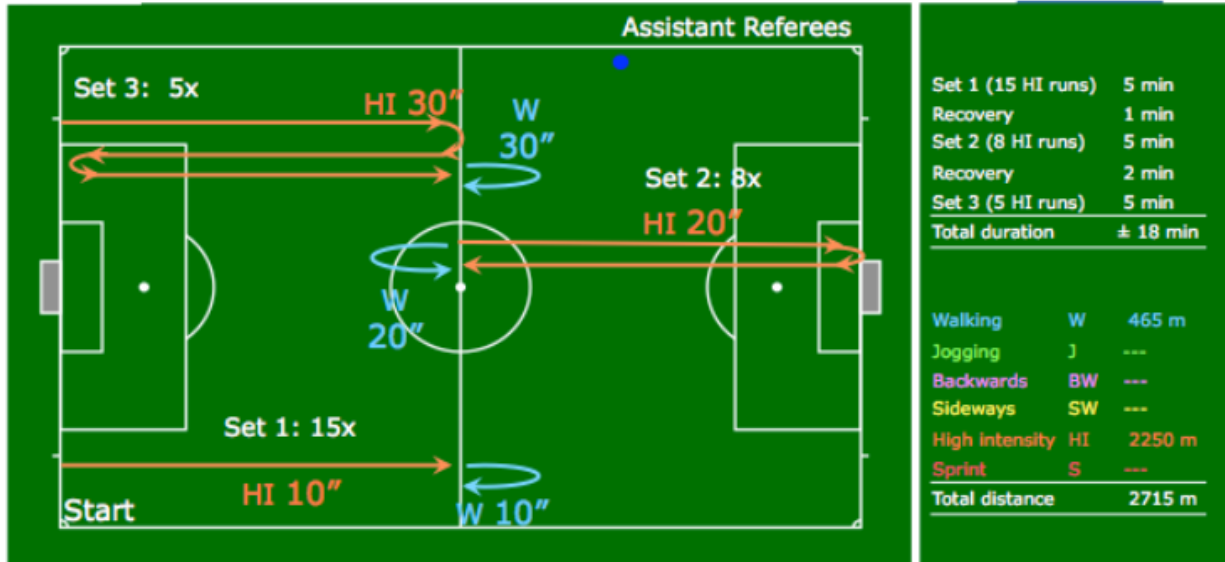 Assistant Referees
Set 3: 5x
HI 30”
W
30”
Set 2: 8x
HI 20”
W
20”
Set 1: 15x
HI 10”
W 10”
Start
Set 1 (15 HI runs) 5 min
Recovery 1 min
Set 2 (8 HI runs) 5 min
Recovery 2 min
Set 3 (5 HI runs) 5 min
Total duration ± 18 min
Walking W 465 m
Jogging J ---
Backwards BW ---
Sideways SW ---
High intensity HI 2250 m
Sprint S ---
Total distance 2715 m